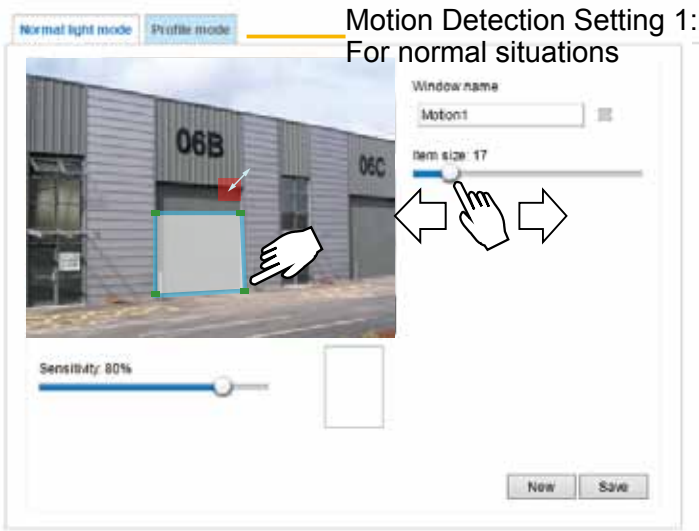 Motion Detection Setting 1:
For normal situations
Normal light mode
Profile mode
Window name
Motion1
Item size: 17
06B
06C
Sensitivity: 80%
New
Save